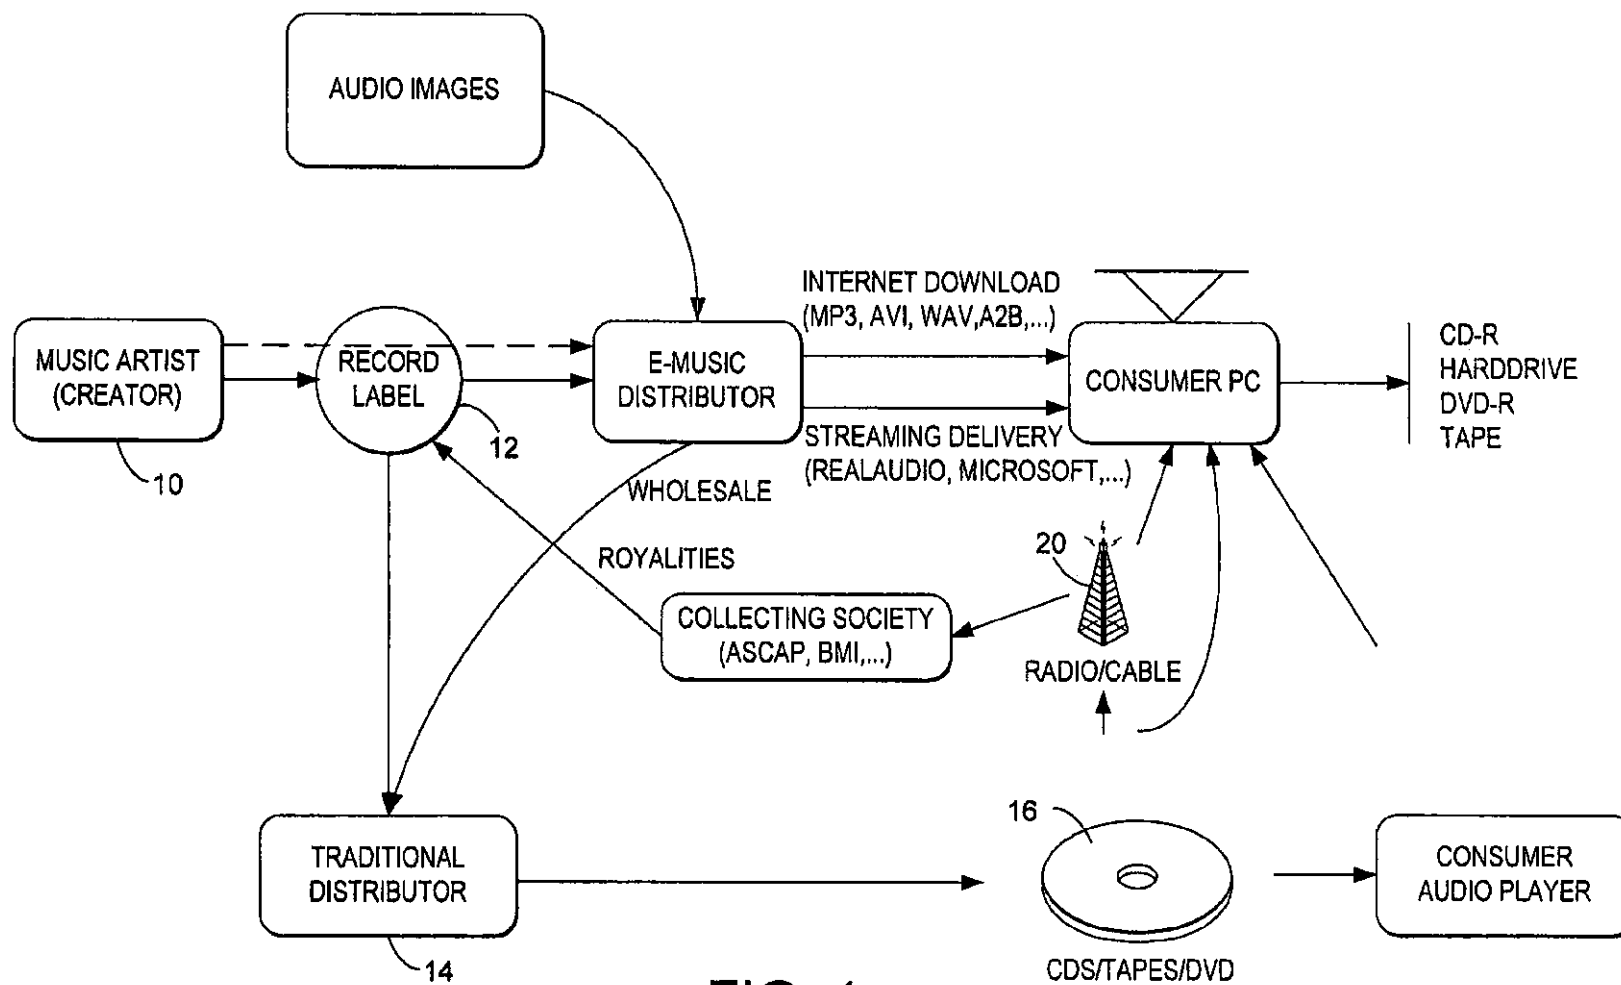 AUDIO IMAGES
INTERNET DOWNLOAD
(MP3, AVI, WAV,A2B,...)
MUSIC ARTIST
(CREATOR)
RECORD
LABEL
E-MUSIC
DISTRIBUTOR
CONSUMER PC
CD-R
HARDDRIVE
DVD-R
TAPE
10
12
STREAMING DELIVERY
(REALAUDIO, MICROSOFT,...)
WHOLESALE
ROYALITIES
20
COLLECTING SOCIETY
(ASCAP, BMI,...)
RADIO/CABLE
16
TRADITIONAL
DISTRIBUTOR
CONSUMER
AUDIO PLAYER
14
CDS/TAPES/DVD